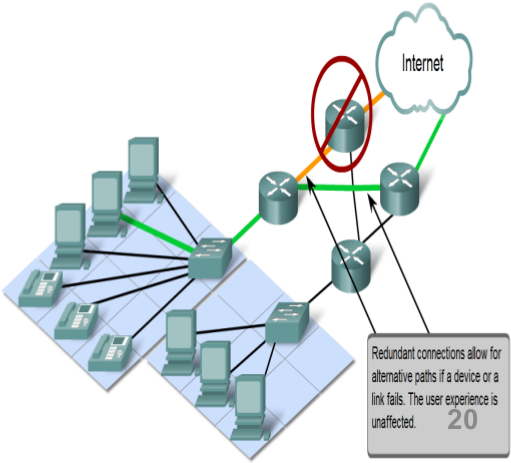 Internet
Redundant connections allow for
alternative paths if a device or a
link fails. The user experience is
unaffected.
20